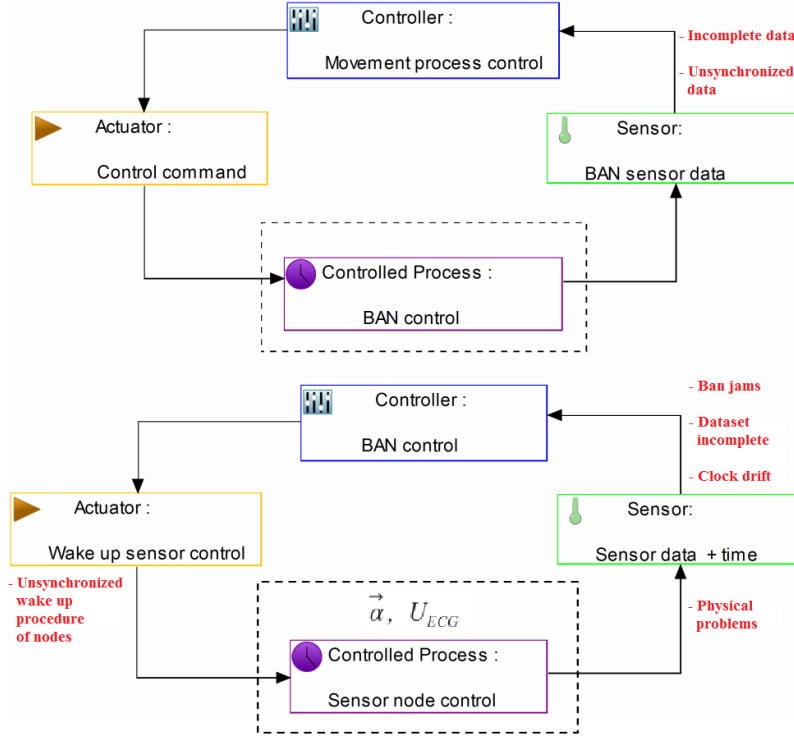 Controller :
Movement process control
- Incomplete data
- Unsynchronized
data
Actuator :
Control command
Sensor:
BAN sensor data
Controlled Process :
BAN control
Controller :
BAN control
- Ban jams
- Dataset
incomplete
- Clock drift
Actuator :
Wake up sensor control
Sensor:
Sensor data + time
- Unsynchronized
wake up
procedure
of nodes
α⃗, U_ECG
- Physical
problems
Controlled Process :
Sensor node control